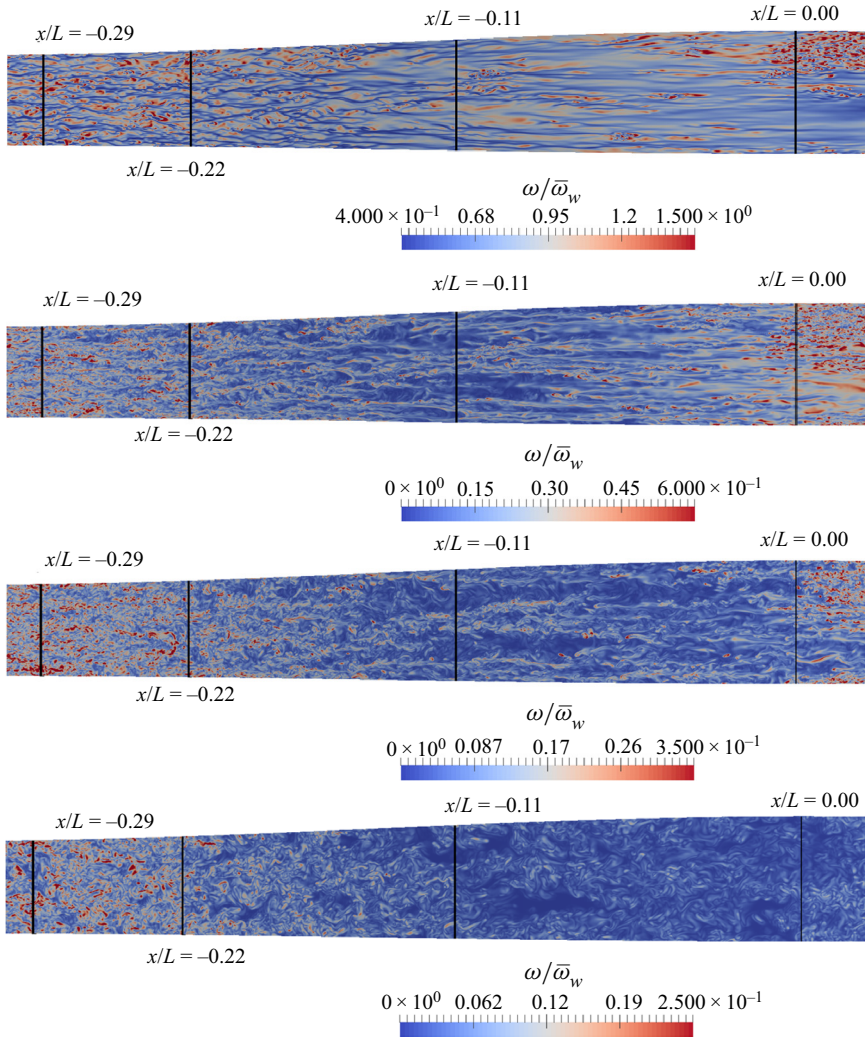 x/L = –0.29
x/L = –0.11
x/L = 0.00
x/L = –0.22
ω/ω̅w
4.000 × 10⁻¹ 0.68 0.95 1.2 1.500 × 10⁰
x/L = –0.29
x/L = –0.11
x/L = 0.00
x/L = –0.22
ω/ω̅w
0 × 10⁰ 0.15 0.30 0.45 6.000 × 10⁻¹
x/L = –0.29
x/L = –0.11
x/L = 0.00
x/L = –0.22
ω/ω̅w
0 × 10⁰ 0.087 0.17 0.26 3.500 × 10⁻¹
x/L = –0.29
x/L = –0.11
x/L = 0.00
x/L = –0.22
ω/ω̅w
0 × 10⁰ 0.062 0.12 0.19 2.500 × 10⁻¹